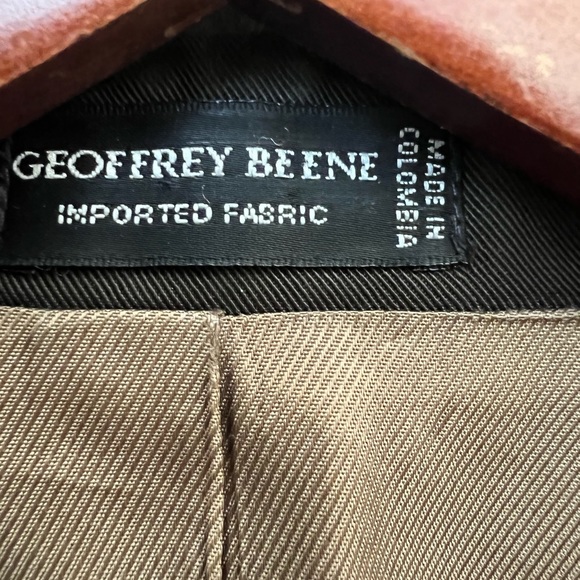 GEOFFREY BEENE
IMPORTED FABRIC
MADE IN
COLOMBIA